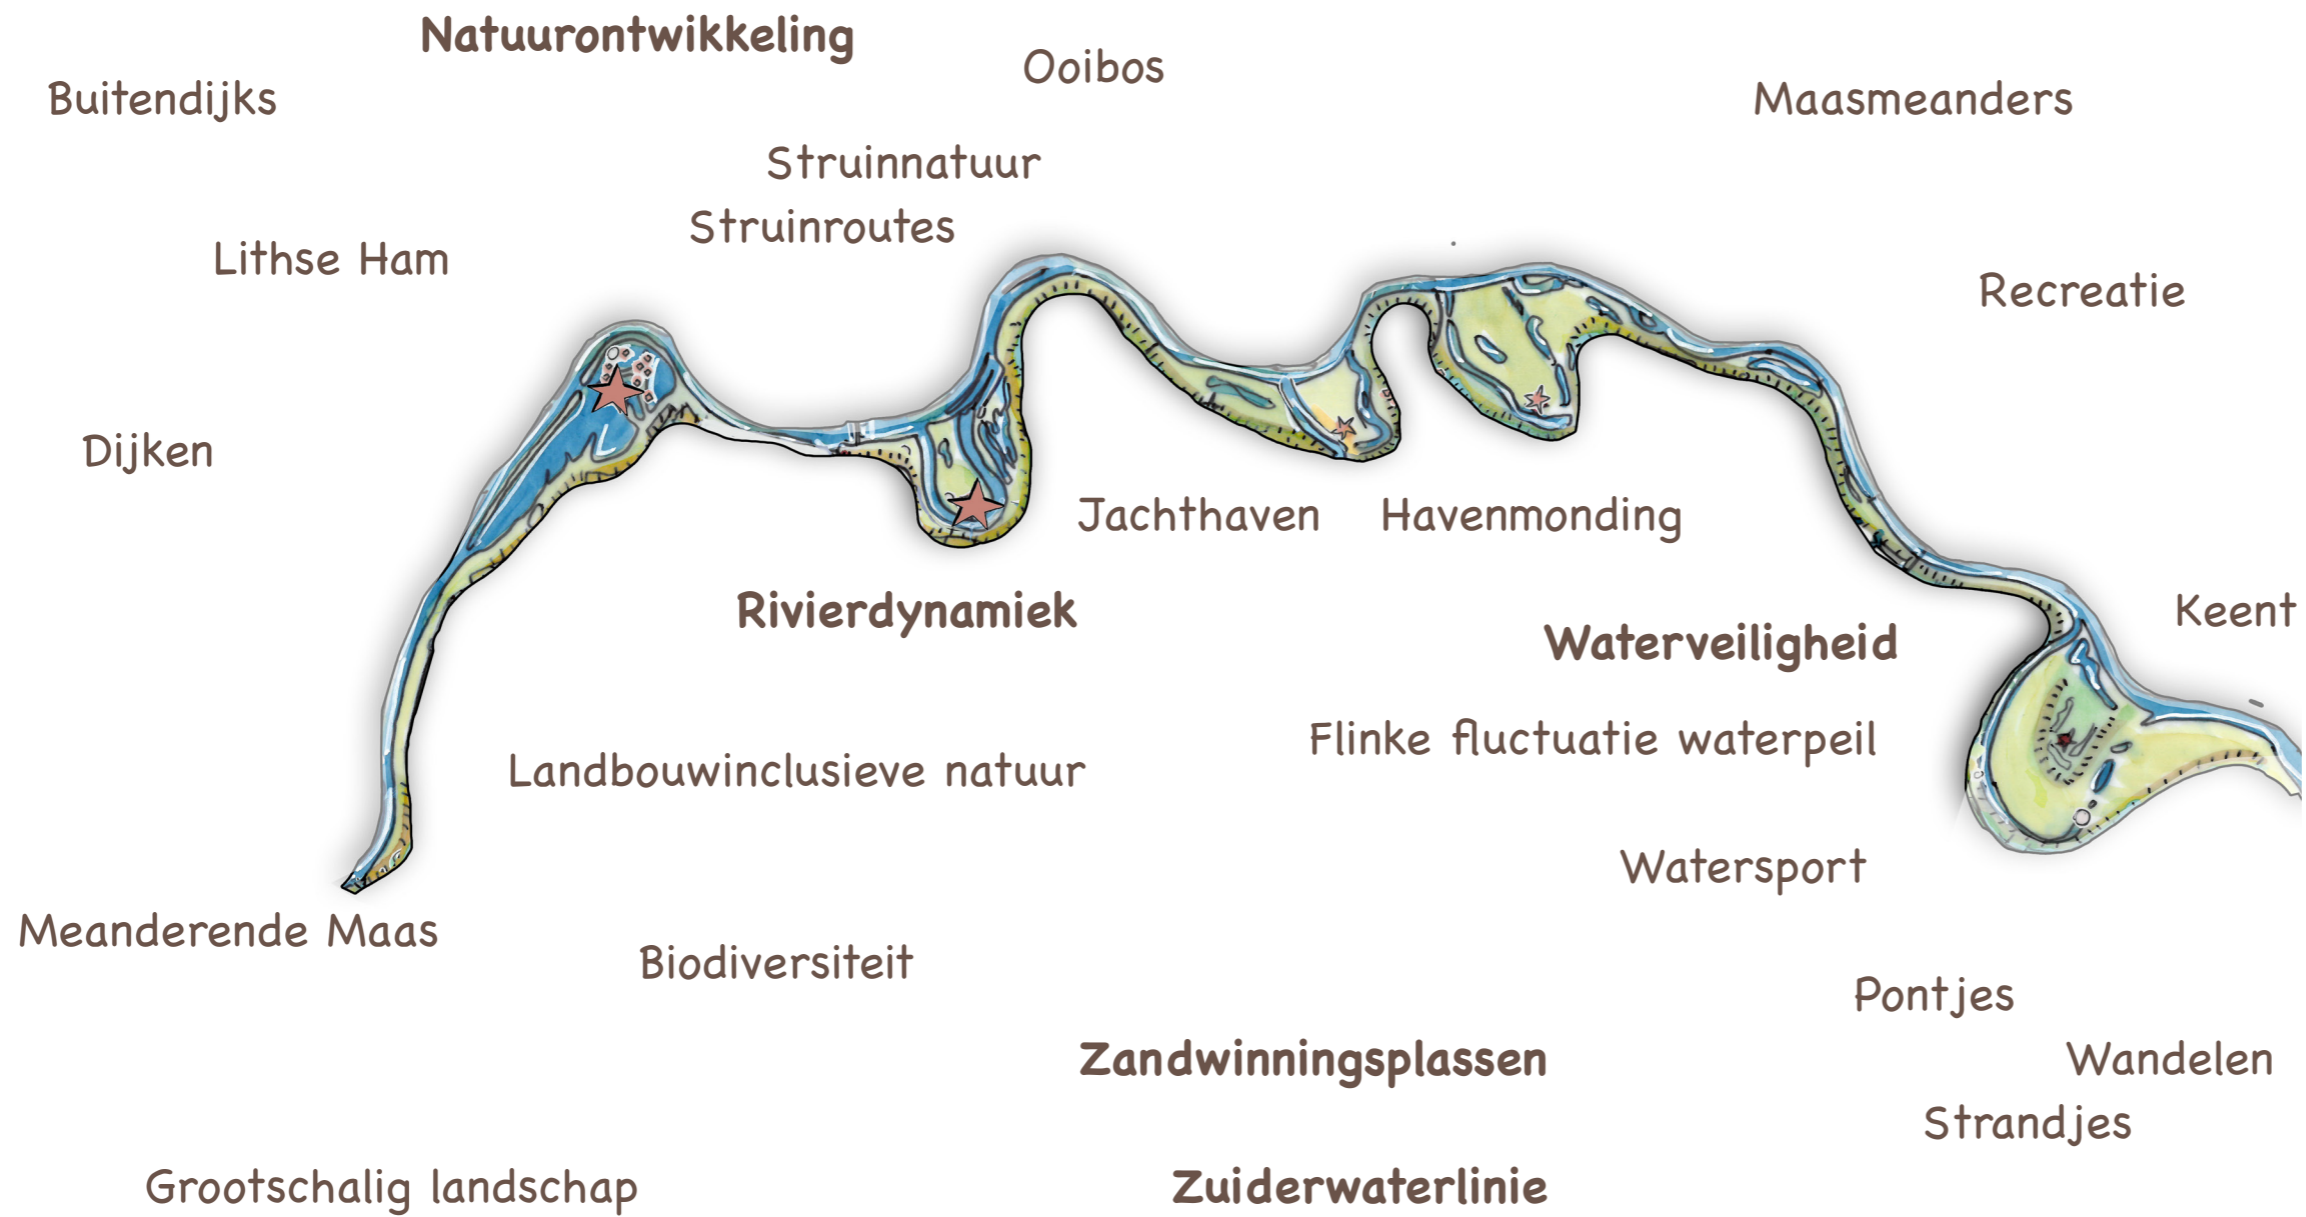 Natuurontwikkeling
Ooibos
Buitendijks
Maasmeanders
Struinnatuur
Struinroutes
Lithse Ham
Recreatie
Dijken
Jachthaven
Havenmonding
Rivierdynamiek
Keent
Waterveiligheid
Flinke fluctuatie waterpeil
Landbouwinclusieve natuur
Watersport
Meanderende Maas
Biodiversiteit
Pontjes
Zandwinningsplassen
Wandelen
Strandjes
Grootschalig landschap
Zuiderwaterlinie